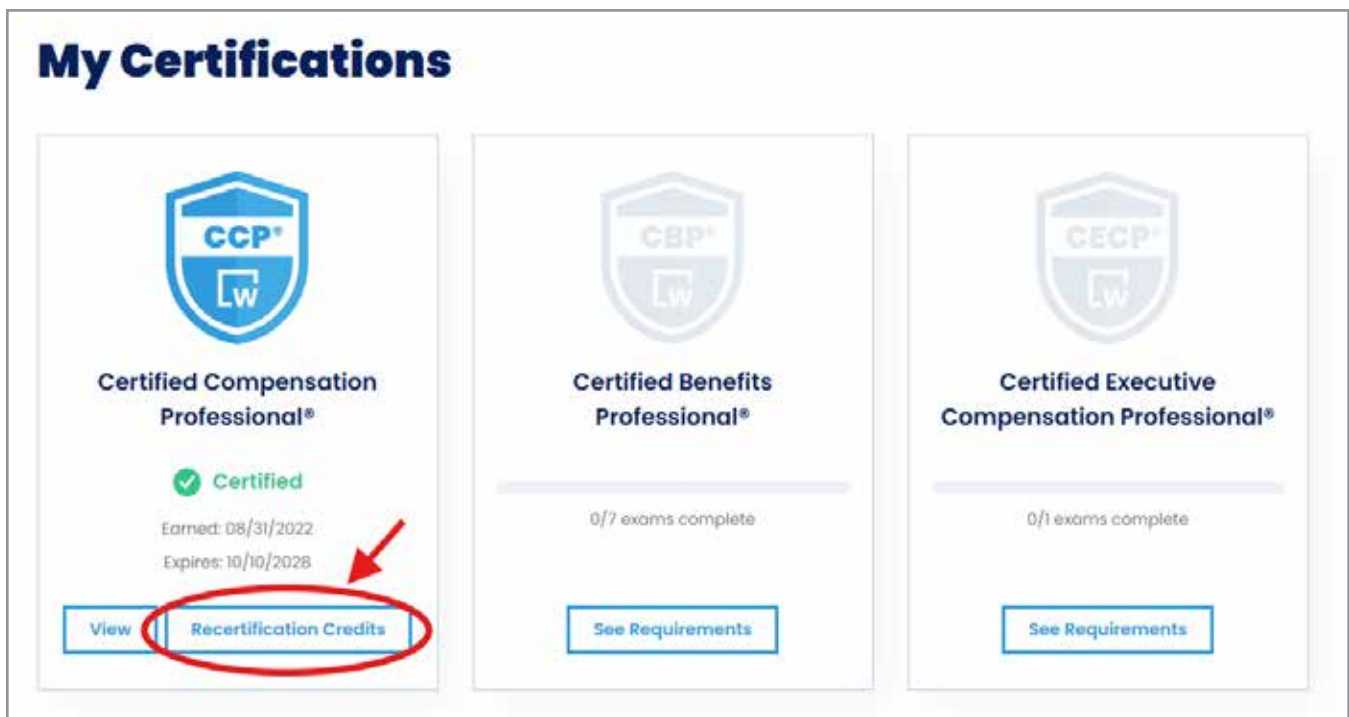 My Certifications
CCP®
W
Certified Compensation
Professional®
Certified
Earned: 08/31/2022
Expires: 10/10/2028
View
Recertification Credits
CBP®
W
Certified Benefits
Professional®
0/7 exams complete
See Requirements
CECP®
W
Certified Executive
Compensation Professional®
0/1 exams complete
See Requirements